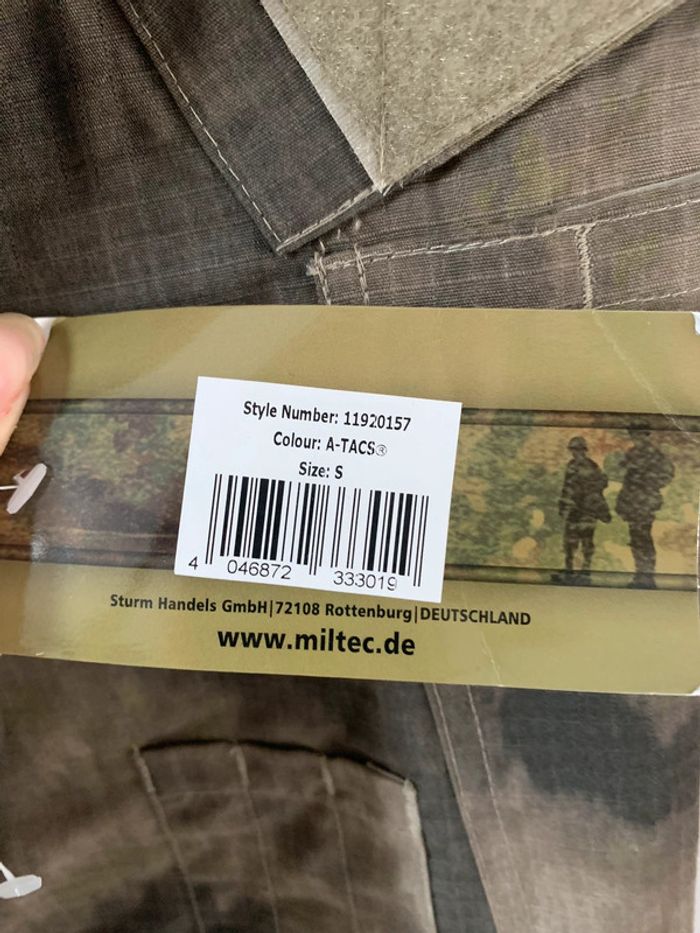 Style Number: 11920157
Colour: A-TACS®
Size: S
4 046872 333019
Sturm Handels GmbH|72108 Rottenburg|DEUTSCHLAND
www.miltec.de